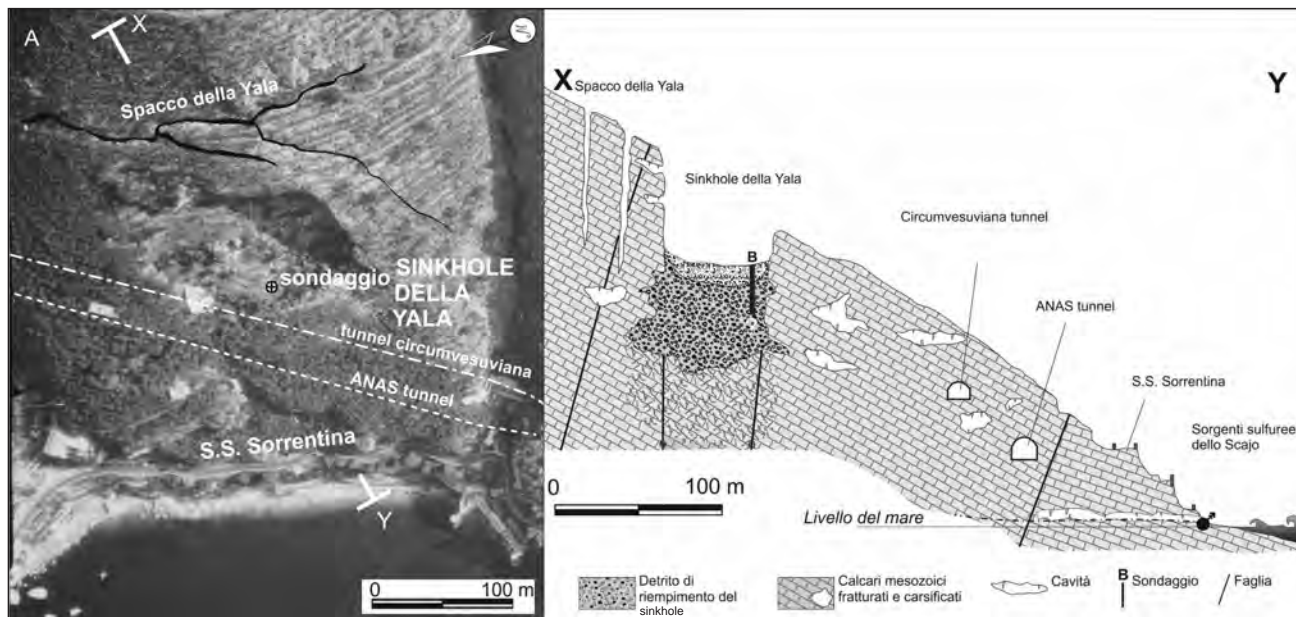 A
X
Spacco della Yala
sondaggio
SINKHOLE
DELLA
YALA
tunnel circumvesuviana
ANAS tunnel
S.S. Sorrentina
Y
0
100 m
X
Spacco della Yala
Y
Sinkhole della Yala
Circumvesuviana tunnel
B
ANAS tunnel
S.S. Sorrentina
Sorgenti sulfuree
dello Scajo
0
100 m
Livello del mare
Detrito di
riempimento del
sinkhole
Calcari mesozoici
fratturati e carsificati
Cavità
B
Sondaggio
Faglia